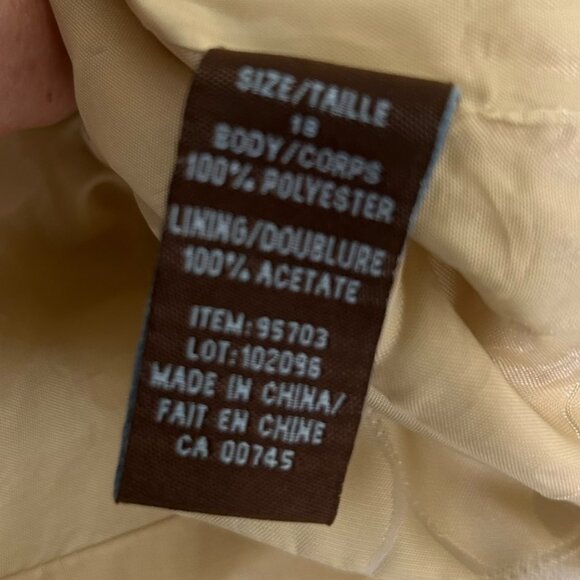 SIZE/TAILLE
18
BODY/CORPS
100% POLYESTER
LINING/DOUBLURE
100% ACETATE
ITEM:95703
LOT:102096
MADE IN CHINA/
FAIT EN CHINE
CA 00745